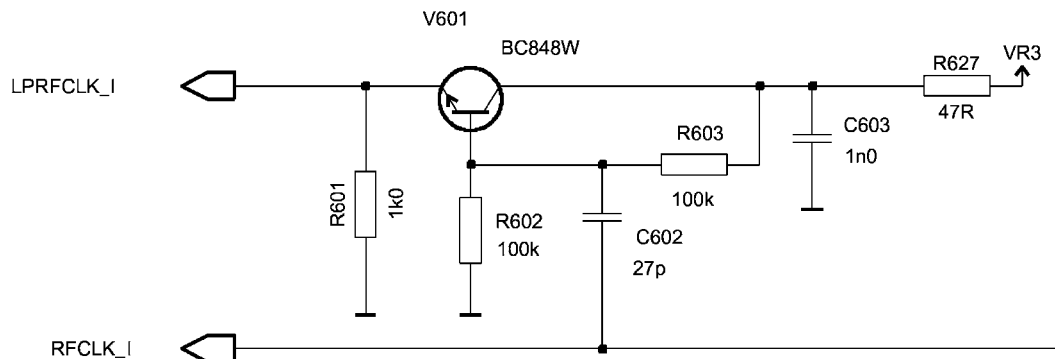 V601
BC848W
LPRFCLK_I
R627
VR3
47R
R603
100k
C603
1n0
R601
1k0
R602
100k
C602
27p
RFCLK_I